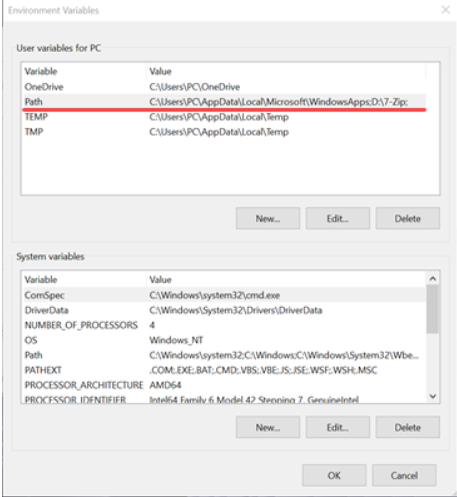 Environment Variables
User variables for PC
Variable Value
OneDrive C:\Users\PC\OneDrive
Path C:\Users\PC\AppData\Local\Microsoft\WindowsApps;D:\7-Zip;
TEMP C:\Users\PC\AppData\Local\Temp
TMP C:\Users\PC\AppData\Local\Temp
New... Edit... Delete
System variables
Variable Value
ComSpec C:\Windows\system32\cmd.exe
DriverData C:\Windows\System32\Drivers\DriverData
NUMBER_OF_PROCESSORS 4
OS Windows_NT
Path C:\Windows\system32;C:\Windows;C:\Windows\System32\Wbe...
PATHEXT .COM;.EXE;.BAT;.CMD;.VBS;.VBE;.JS;.JSE;.WSF;.WSH;.MSC
PROCESSOR_ARCHITECTURE AMD64
PROCESSOR_IDENTIFIER Intel64 Family 6 Model 42 Stepping 7, GenuineIntel
New... Edit... Delete
OK Cancel